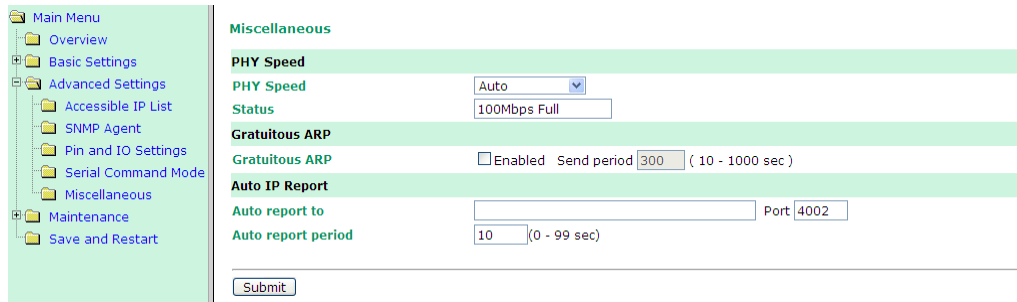 Main Menu
Overview
Basic Settings
Advanced Settings
Accessible IP List
SNMP Agent
Pin and IO Settings
Serial Command Mode
Miscellaneous
Maintenance
Save and Restart
Miscellaneous
PHY Speed
PHY Speed Auto
Status 100Mbps Full
Gratuitous ARP
Gratuitous ARP Enabled Send period 300 ( 10 - 1000 sec )
Auto IP Report
Auto report to Port 4002
Auto report period 10 (0 - 99 sec)
Submit